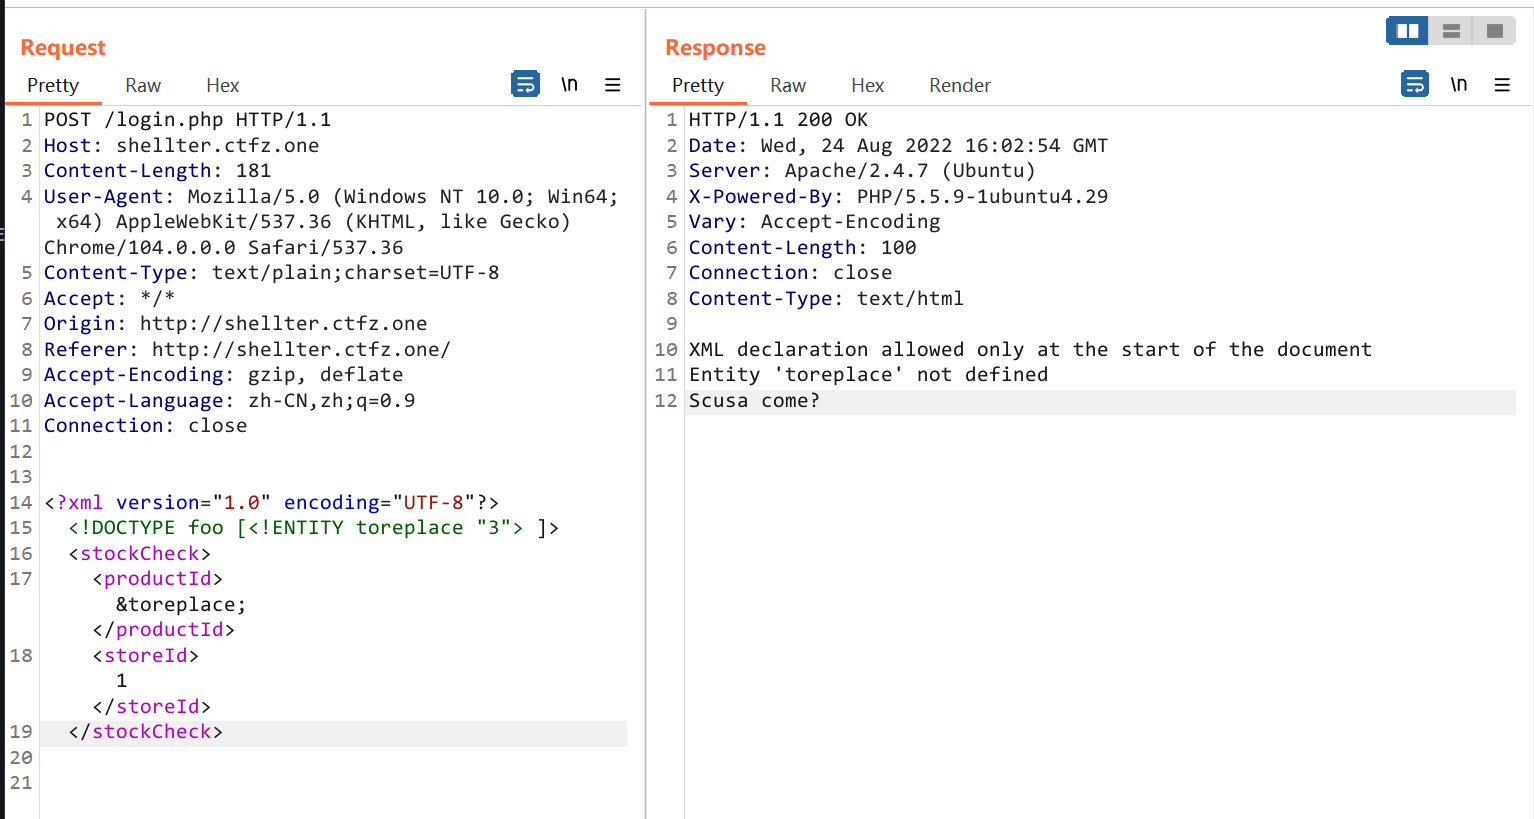 Request
Pretty Raw Hex \n
1 POST /login.php HTTP/1.1
2 Host: shellter.ctfz.one
3 Content-Length: 181
4 User-Agent: Mozilla/5.0 (Windows NT 10.0; Win64;
x64) AppleWebKit/537.36 (KHTML, like Gecko)
Chrome/104.0.0.0 Safari/537.36
5 Content-Type: text/plain;charset=UTF-8
6 Accept: */*
7 Origin: http://shellter.ctfz.one
8 Referer: http://shellter.ctfz.one/
9 Accept-Encoding: gzip, deflate
10 Accept-Language: zh-CN,zh;q=0.9
11 Connection: close
12
13
14 <?xml version="1.0" encoding="UTF-8"?>
15 <!DOCTYPE foo [<!ENTITY toreplace "3"> ]>
16 <stockCheck>
17 <productId>
&toreplace;
</productId>
18 <storeId>
1
</storeId>
19 </stockCheck>
20
21
Response
Pretty Raw Hex Render \n
1 HTTP/1.1 200 OK
2 Date: Wed, 24 Aug 2022 16:02:54 GMT
3 Server: Apache/2.4.7 (Ubuntu)
4 X-Powered-By: PHP/5.5.9-1ubuntu4.29
5 Vary: Accept-Encoding
6 Content-Length: 100
7 Connection: close
8 Content-Type: text/html
9
10 XML declaration allowed only at the start of the document
11 Entity 'toreplace' not defined
12 Scusa come?